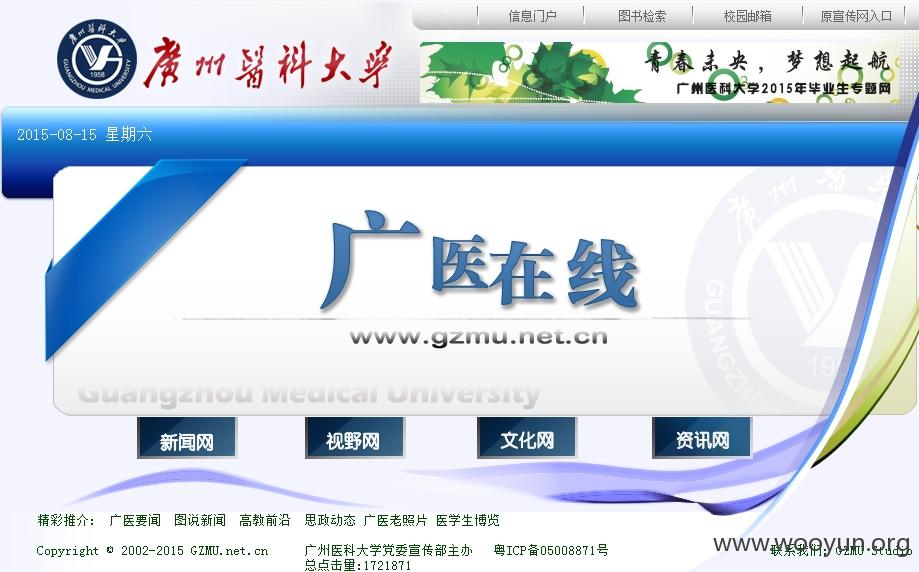 信息门户 图书检索 校园邮箱 原宣传网入口
GUANGZHOU MEDICAL UNIVERSITY
1958
廣州醫科大學
青春未央，梦想起航
广州医科大学2015年毕业生专题网
2015-08-15 星期六
广医在线
www.gzmu.net.cn
Guangzhou Medical University
廣州醫
GUANGZHO
195
新闻网 视野网 文化网 资讯网
精彩推介： 广医要闻 图说新闻 高教前沿 思政动态 广医老照片 医学生博览
Copyright © 2002-2015 GZMU.net.cn 广州医科大学党委宣传部主办 粤ICP备05008871号 联系我们：GZMU Studio
总点击量:1721871
www.wooyun.org